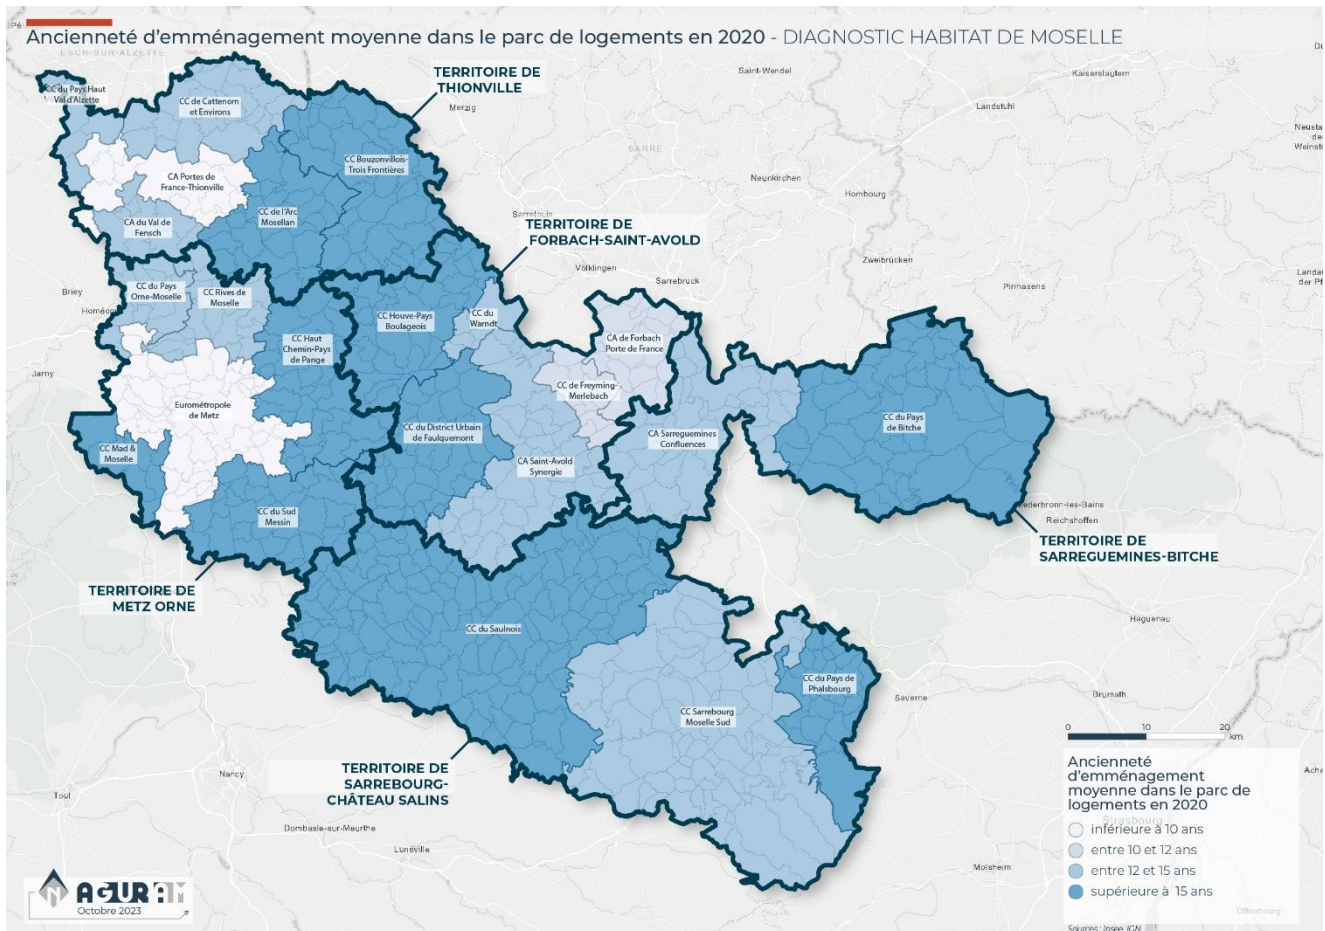 Ancienneté d'emménagement moyenne dans le parc de logements en 2020 - DIAGNOSTIC HABITAT DE MOSELLE
ESCH-SUR-ALZETTE
Saint-Wendel
Kaiserslautern
TERRITOIRE DE
THIONVILLE
CC du Pays Haut
Val d'Alzette
CC de Cattenom
et Environs
Merzig
Landstuhl
SARRE
CC Bouzonvillois-
Trois Frontières
CA Portes de
France-Thionville
Neunkirchen
Hombourg
CC de l'Arc
Mosellan
Sarrelouis
CA du Val de
Fensch
TERRITOIRE DE
FORBACH-SAINT-AVOLD
Zweibrücken
Völklingen
Sarrebruck
Pirmasens
Briey
CC du Pays
Orne-Moselle
CC Rives de
Moselle
CC Houve-Pays
Boulageois
CC du
Warndt
CC Haut
Chemin-Pays
de Pange
CA de Forbach
Porte de France
Jarny
CC de Freyming-
Merlebach
Eurométropole
de Metz
CC du Pays
de Bitche
CC du District Urbain
de Faulquemont
CA Sarreguemines
Confluences
CC Mad &
Moselle
CA Saint-Avold
Synergie
CC du Sud
Messin
Reichshoffen
TERRITOIRE DE
SARREGUEMINES-BITCHE
TERRITOIRE DE
METZ ORNE
Haguenau
CC du Saulnois
CC du Pays de
Phalsbourg
Saverne
Brumath
CC Sarrebourg
Moselle Sud
0 10 20
km
TERRITOIRE DE
SARREBOURG-
CHÂTEAU SALINS
Nancy
Toul
Ancienneté
d'emménagement
moyenne dans le parc de
logements en 2020
Strasbourg
inférieure à 10 ans
entre 10 et 12 ans
entre 12 et 15 ans
supérieure à 15 ans
Dombasle-sur-Meurthe
Lunéville
Molsheim
N
AGURAM
Octobre 2023
Offenbourg
Sources : Insee, IGN